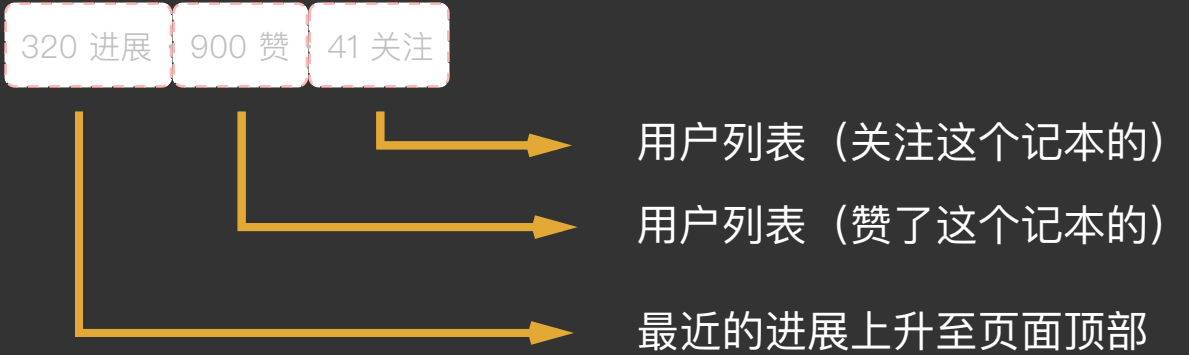 320 进展 900 赞 41 关注
用户列表（关注这个记本的）
用户列表（赞了这个记本的）
最近的进展上升至页面顶部